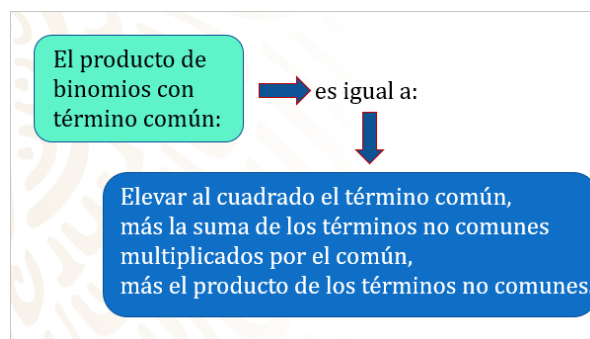 El producto de
binomios con
término común:
es igual a:
Elevar al cuadrado el término común,
más la suma de los términos no comunes
multiplicados por el común,
más el producto de los términos no comunes.